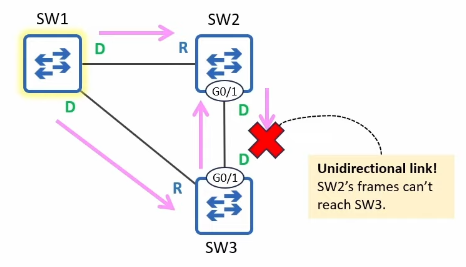 SW1
SW2
D
R
G0/1
D
D
D
Unidirectional link!
SW2's frames can't
reach SW3.
R
G0/1
SW3